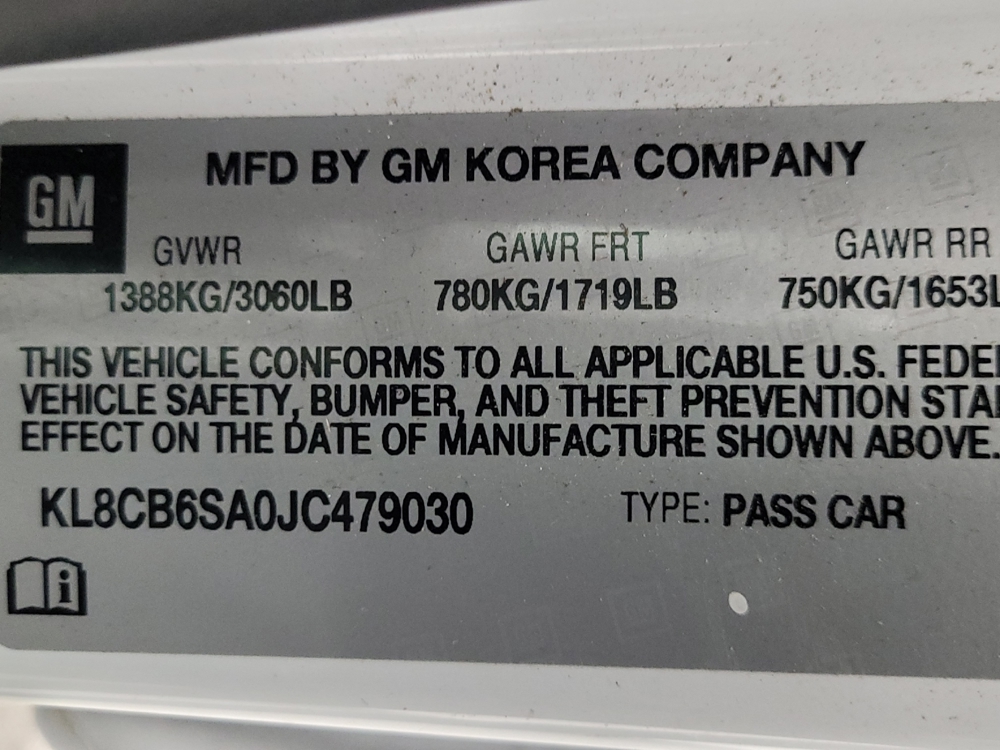 MFD BY GM KOREA COMPANY
GM
GVWR GAWR FRT GAWR RR
1388KG/3060LB 780KG/1719LB 750KG/1653L
THIS VEHICLE CONFORMS TO ALL APPLICABLE U.S. FEDE
VEHICLE SAFETY, BUMPER, AND THEFT PREVENTION STA
EFFECT ON THE DATE OF MANUFACTURE SHOWN ABOVE.
KL8CB6SA0JC479030 TYPE: PASS CAR
i